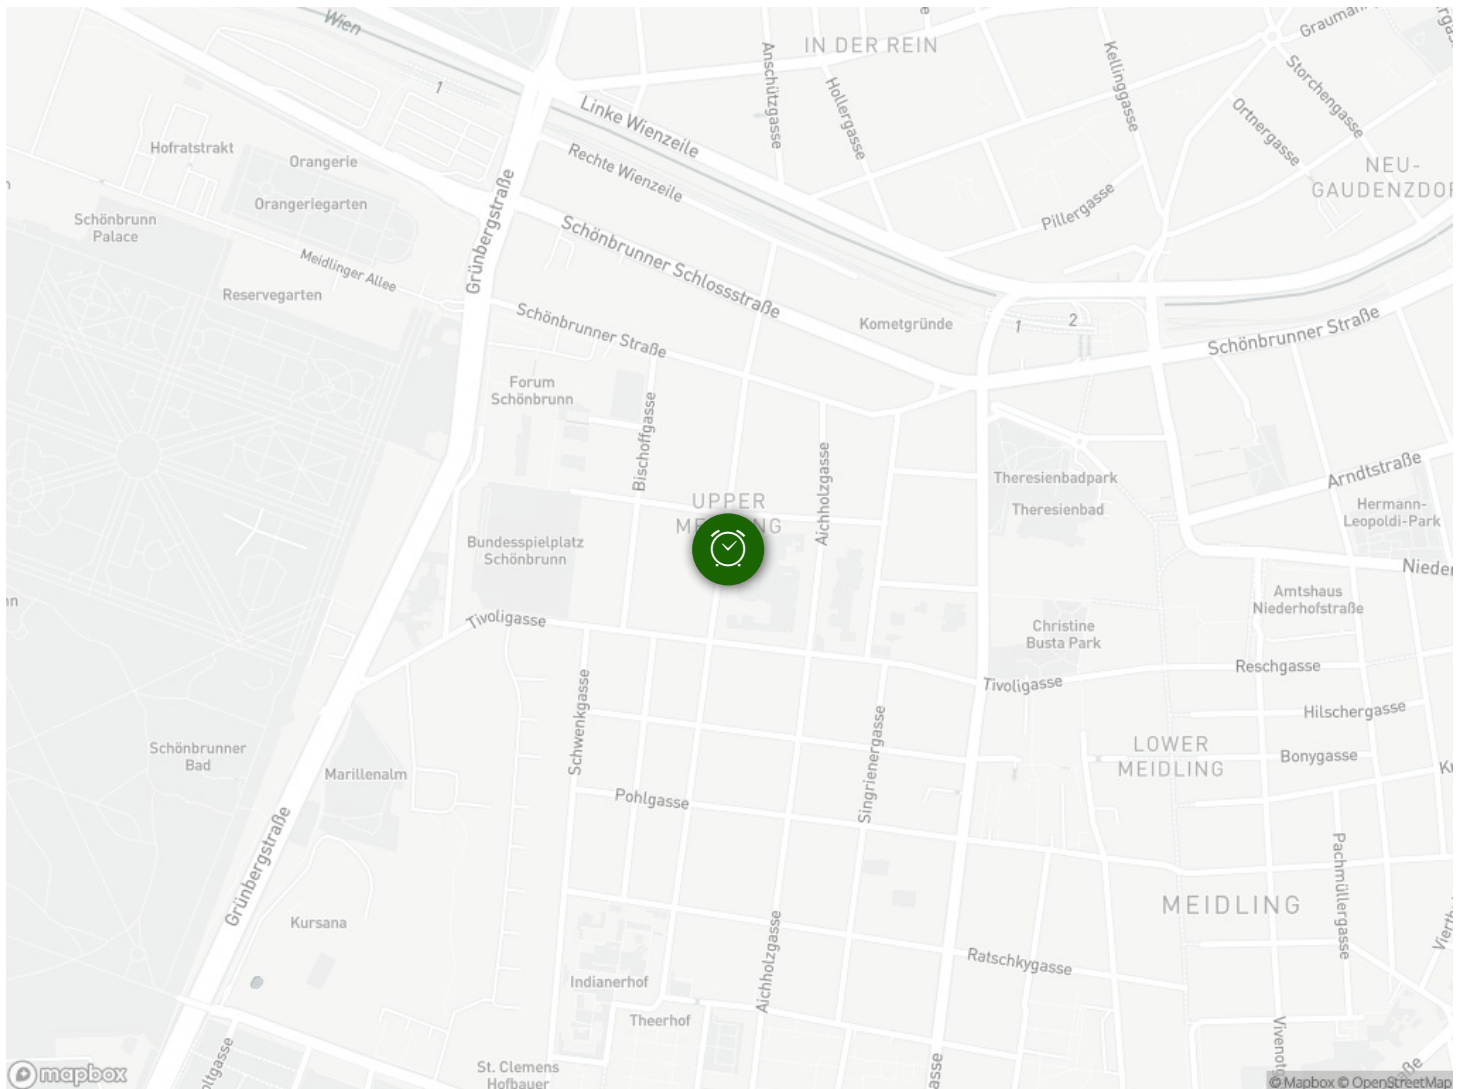 Wien
IN DER REIN
Graumann
1
Linke Wienzeile
Anschützgasse
Hollergasse
Kellinggasse
Storchengasse
Ortnergasse
Hofratstrakt
Orangerie
Rechte Wienzeile
NEU-
GAUDENZDOR
Orangeriegarten
Schönbrunn
Palace
Pillergasse
Grünbergstraße
Schönbrunner Schlossstraße
Meidlinger Allee
Reservegarten
Schönbrunner Straße
Kometgründe
1
2
Schönbrunner Straße
Forum
Schönbrunn
Bischoffgasse
Aichholzgasse
Theresienbadpark
Arndtstraße
UPPER
Theresienbad
Hermann-
Leopoldi-Park
Bundesspielplatz
Schönbrunn
Nieder
Amtshaus
Niederhofstraße
Tivoligasse
Christine
Busta Park
Reschgasse
Tivoligasse
Schwenkgasse
Singrienergasse
Hilschergasse
Schönbrunner
Bad
LOWER
MEIDLING
Bonygasse
Marillenalm
Pohlgasse
Grünbergstraße
Pachmüllergasse
MEIDLING
Kursana
Aichholzgasse
Ratschkygasse
Indianerhof
Theerhof
St. Clemens
Hofbauer
mapbox
© Mapbox © OpenStreetMap